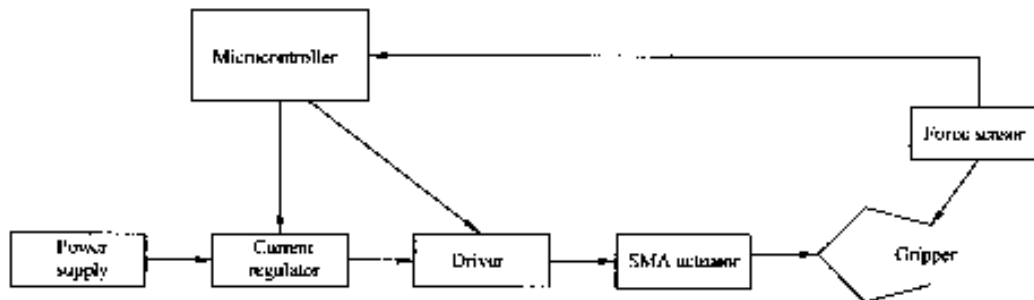 Microcontroller
Force sensor
Power
supply
Current
regulator
Driver
SMA actuator
Gripper